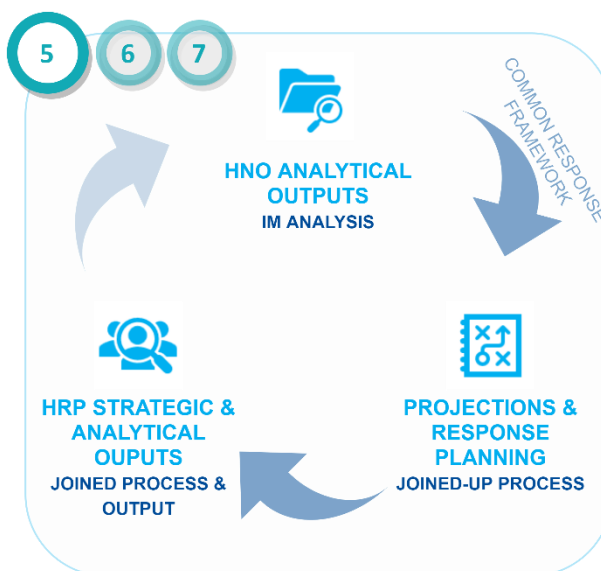 5 6 7
COMMON RESPONSE
FRAMEWORK
HNO ANALYTICAL
OUTPUTS
IM ANALYSIS
HRP STRATEGIC &
ANALYTICAL
OUPUTS
JOINED PROCESS &
OUTPUT
PROJECTIONS &
RESPONSE
PLANNING
JOINED-UP PROCESS